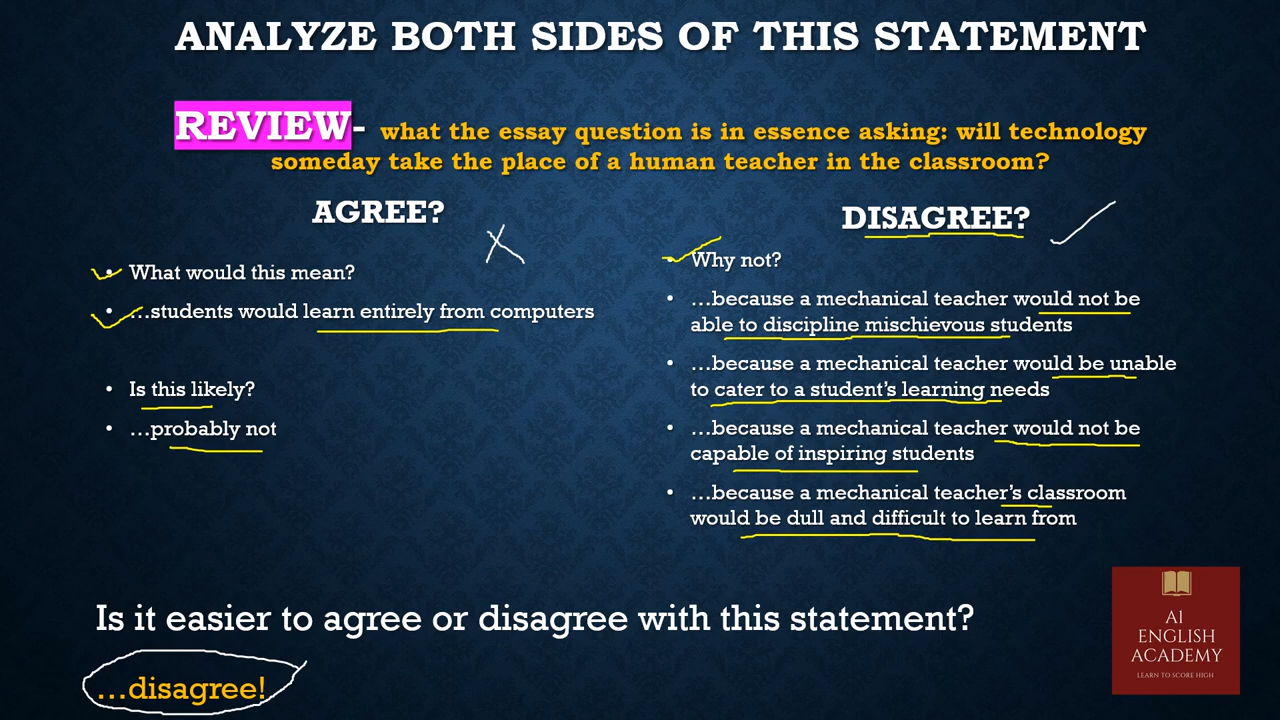 ANALYZE BOTH SIDES OF THIS STATEMENT
REVIEW- what the essay question is in essence asking: will technology
someday take the place of a human teacher in the classroom?
AGREE?
• What would this mean?
• …students would learn entirely from computers
• Is this likely?
• …probably not
DISAGREE?
• Why not?
• …because a mechanical teacher would not be
able to discipline mischievous students
• …because a mechanical teacher would be unable
to cater to a student’s learning needs
• …because a mechanical teacher would not be
capable of inspiring students
• …because a mechanical teacher’s classroom
would be dull and difficult to learn from
Is it easier to agree or disagree with this statement?
…disagree!
A1
ENGLISH
ACADEMY
LEARN TO SCORE HIGH